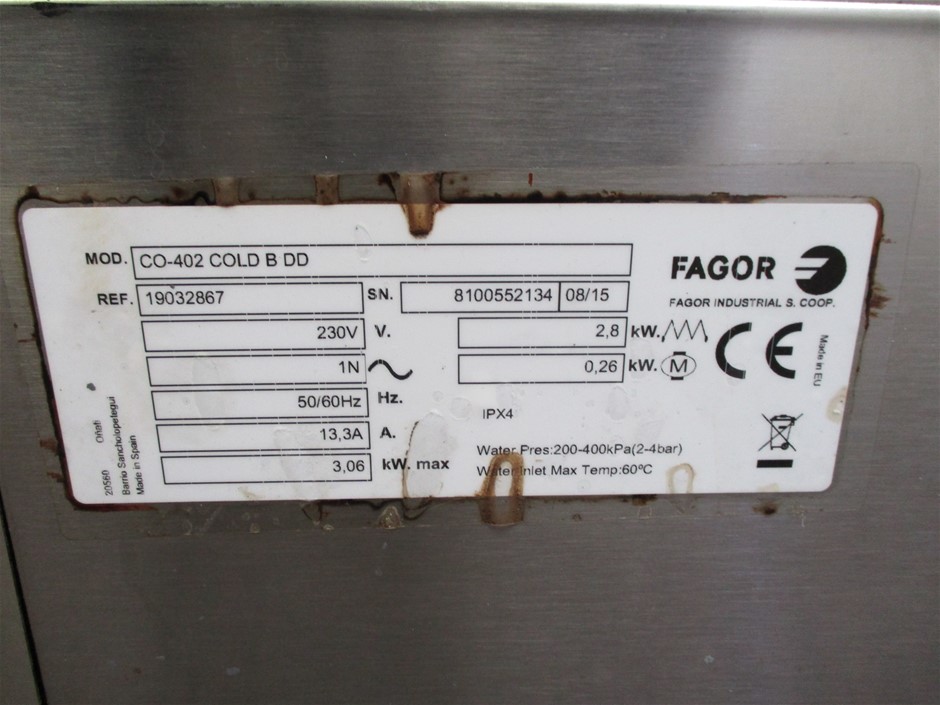 MOD. CO-402 COLD B DD
REF. 19032867 SN. 8100552134 08/15
230V V. 2,8 kW.
1N 0,26 kW. M
50/60Hz Hz.
13,3A A.
3,06 kW. max
FAGOR
FAGOR INDUSTRIAL S. COOP.
CE
Made in EU
IPX4
Water Pres:200-400kPa(2-4bar)
Water Inlet Max Temp:60ºC
20560 Oñati
Barrio Sancholopetegui
Made in Spain